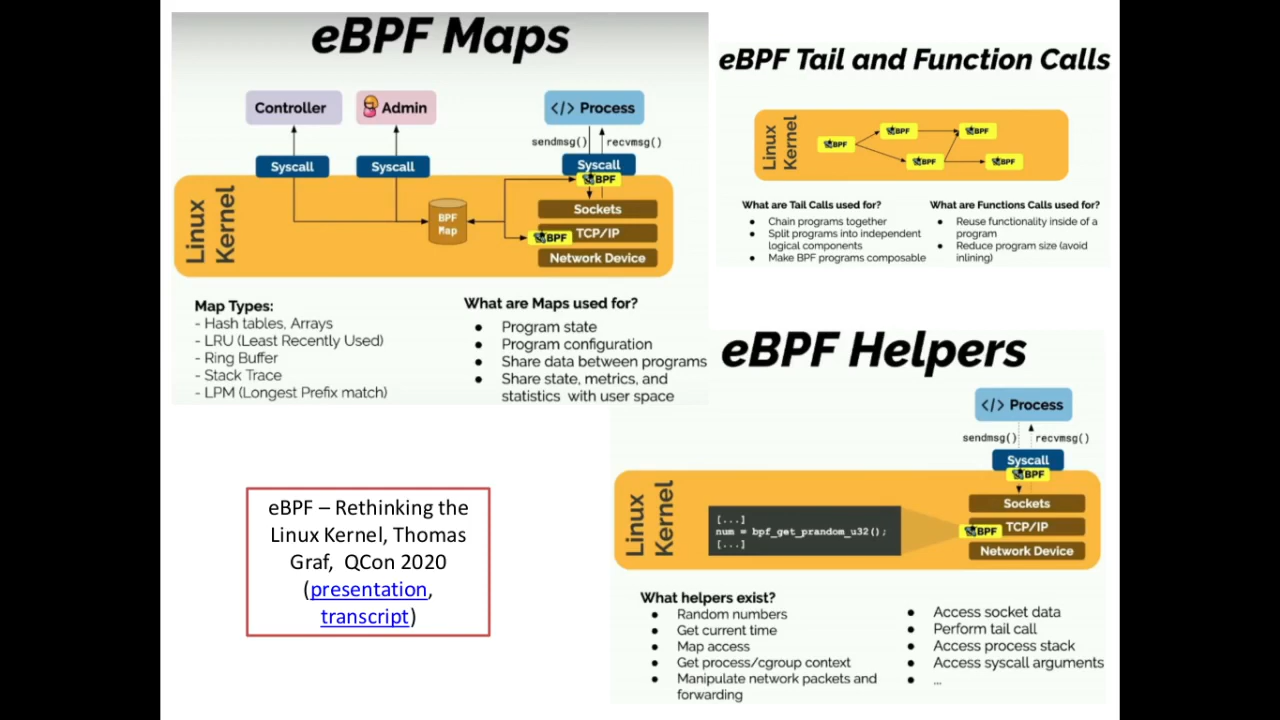 eBPF Maps
Controller
Admin
</> Process
sendmsg()
recvmsg()
Syscall
Syscall
Syscall
BPF
Linux
Kernel
BPF
Map
Sockets
BPF
TCP/IP
Network Device
Map Types:
- Hash tables, Arrays
- LRU (Least Recently Used)
- Ring Buffer
- Stack Trace
- LPM (Longest Prefix match)
What are Maps used for?
● Program state
● Program configuration
● Share data between programs
● Share state, metrics, and
statistics with user space
eBPF Tail and Function Calls
Linux
Kernel
BPF
BPF
BPF
BPF
BPF
What are Tail Calls used for?
● Chain programs together
● Split programs into independent
logical components
● Make BPF programs composable
What are Functions Calls used for?
● Reuse functionality inside of a
program
● Reduce program size (avoid
inlining)
eBPF Helpers
</> Process
sendmsg()
recvmsg()
Syscall
BPF
Linux
Kernel
[...]
num = bpf_get_prandom_u32();
[...]
Sockets
BPF
TCP/IP
Network Device
What helpers exist?
● Random numbers
● Get current time
● Map access
● Get process/cgroup context
● Manipulate network packets and
forwarding
● Access socket data
● Perform tail call
● Access process stack
● Access syscall arguments
● ...
eBPF – Rethinking the
Linux Kernel, Thomas
Graf, QCon 2020
(presentation,
transcript)